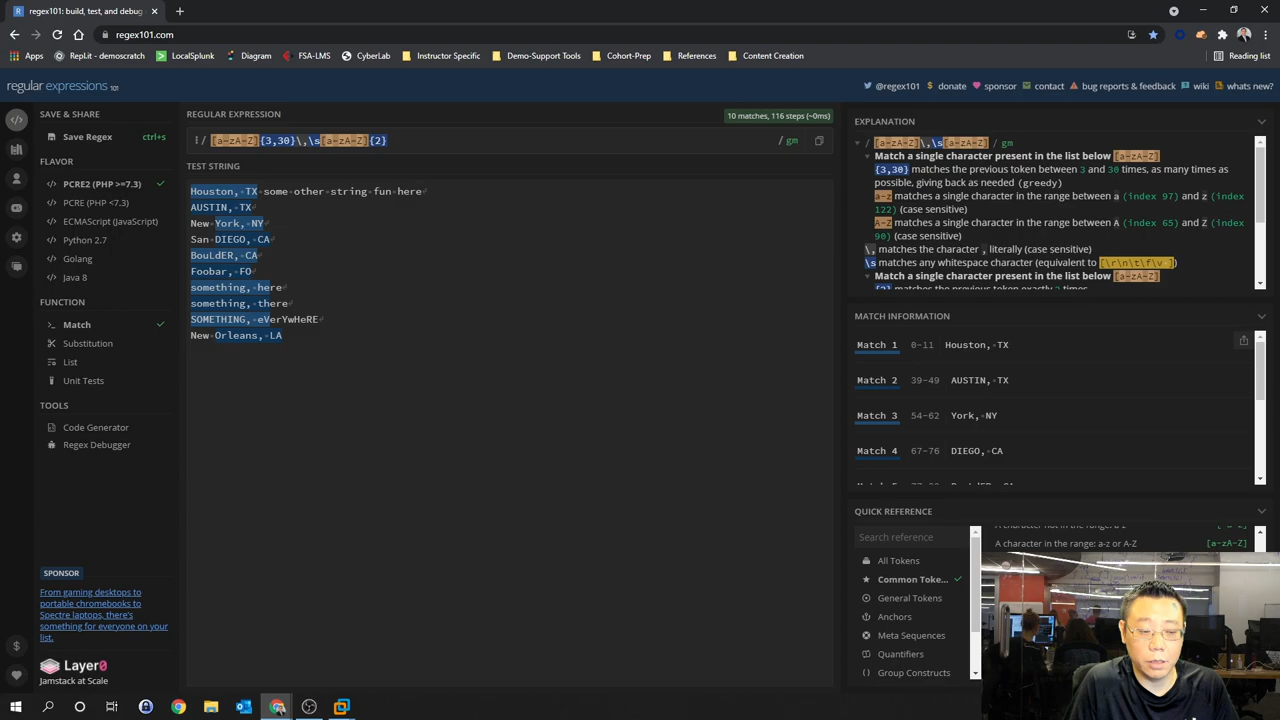 regex101: build, test, and debug
regex101.com
Apps
RepLit - democratch
LocalSplunk
Diagram
FSA-LMS
CyberLab
Instructor Specific
Demo-Support Tools
Cohort-Prep
References
Content Creation
Reading list
regular expressions 101
@regex101
donate
sponsor
contact
bug reports & feedback
wiki
whats new?
SAVE & SHARE
Save Regex ctrl+s
FLAVOR
PCRE2 (PHP >=7.3)
PCRE (PHP <7.3)
ECMAScript (JavaScript)
Python 2.7
Golang
Java 8
FUNCTION
Match
Substitution
List
Unit Tests
TOOLS
Code Generator
Regex Debugger
SPONSOR
From gaming desktops to
portable chromebooks to
Spectre laptops, there's
something for everyone on your
list.
Layer0
Jamstack at Scale
REGULAR EXPRESSION
10 matches, 116 steps (~0ms)
/ [a-zA-Z]{3,30}\,\s[a-zA-Z]{2} / gm
TEST STRING
Houston, TX some other string fun here
AUSTIN, TX
New York, NY
San DIEGO, CA
BouLdER, CA
Foobar, FO
something, here
something, there
SOMETHING, eVerYwHeRE
New Orleans, LA
EXPLANATION
/ [a-zA-Z]\,\s[a-zA-Z] / gm
Match a single character present in the list below [a-zA-Z]
{3,30} matches the previous token between 3 and 30 times, as many times as
possible, giving back as needed (greedy)
a-z matches a single character in the range between a (index 97) and z (index
122) (case sensitive)
A-Z matches a single character in the range between A (index 65) and Z (index
90) (case sensitive)
\, matches the character , literally (case sensitive)
\s matches any whitespace character (equivalent to [\r\n\t\f\v ])
Match a single character present in the list below [a-zA-Z]
{2} matches the previous token exactly 2 times
MATCH INFORMATION
Match 1 0-11 Houston, TX
Match 2 39-49 AUSTIN, TX
Match 3 54-62 York, NY
Match 4 67-76 DIEGO, CA
QUICK REFERENCE
Search reference
All Tokens
Common Toke...
General Tokens
Anchors
Meta Sequences
Quantifiers
Group Constructs
A character not in the range: a-z [^a-z]
A character in the range: a-z or A-Z [a-zA-Z]